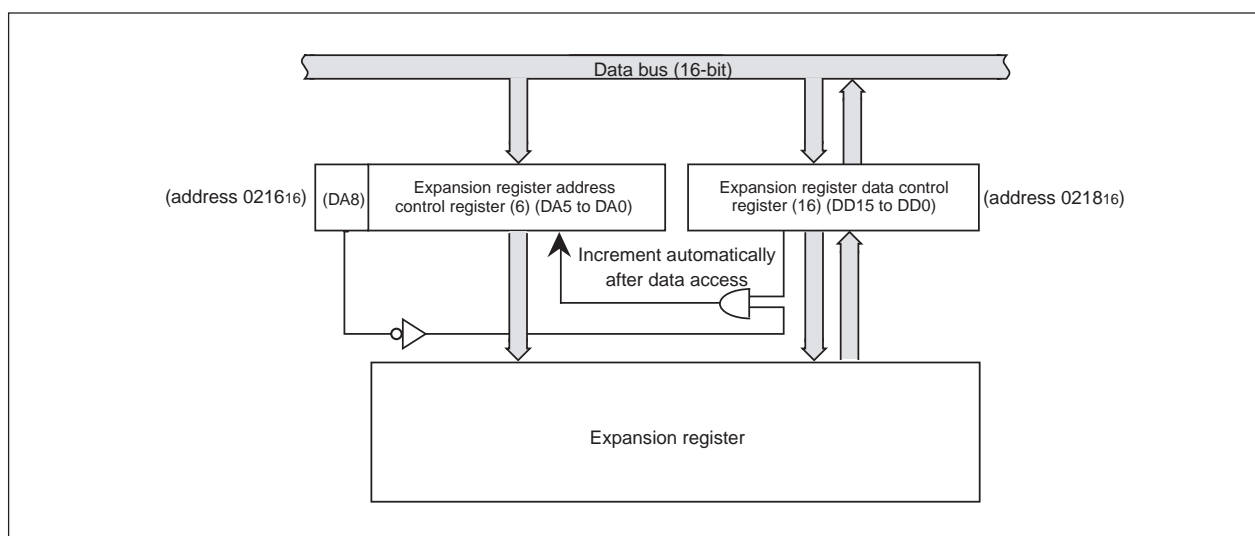 Data bus (16-bit)
(address 021616)
(DA8)
Expansion register address
control register (6) (DA5 to DA0)
Expansion register data control
register (16) (DD15 to DD0)
(address 021816)
Increment automatically
after data access
Expansion register